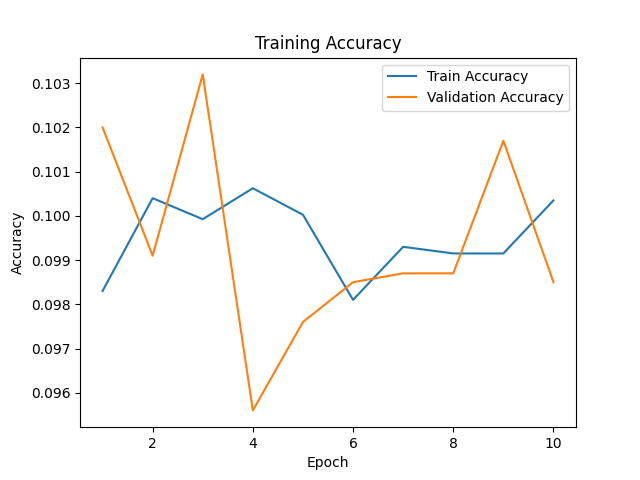 Training Accuracy
Train Accuracy
Validation Accuracy
0.103
0.102
0.101
0.100
0.099
0.098
0.097
0.096
Accuracy
2 4 6 8 10
Epoch